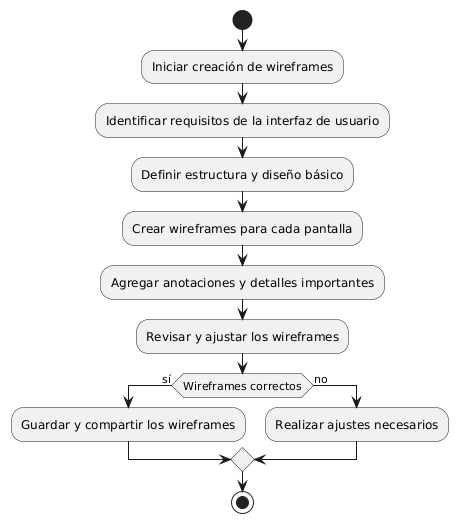 Iniciar creación de wireframes
Identificar requisitos de la interfaz de usuario
Definir estructura y diseño básico
Crear wireframes para cada pantalla
Agregar anotaciones y detalles importantes
Revisar y ajustar los wireframes
sí
Wireframes correctos
no
Guardar y compartir los wireframes
Realizar ajustes necesarios